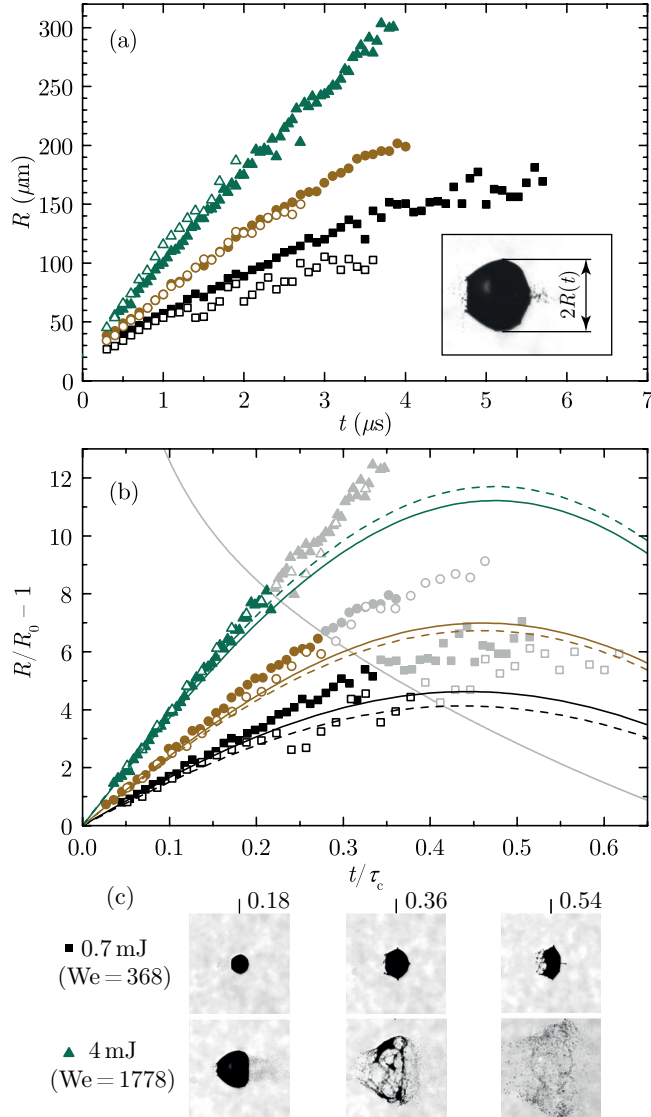 (a)
300
250
200
150
100
50
0
R (μm)
2R(t)
0 1 2 3 4 5 6 7
t (μs)
(b)
12
10
8
6
4
2
0
R/R₀ − 1
0.0 0.1 0.2 0.3 0.4 0.5 0.6
t/τc
(c)
0.18 0.36 0.54
0.7 mJ
(We = 368)
4 mJ
(We = 1778)